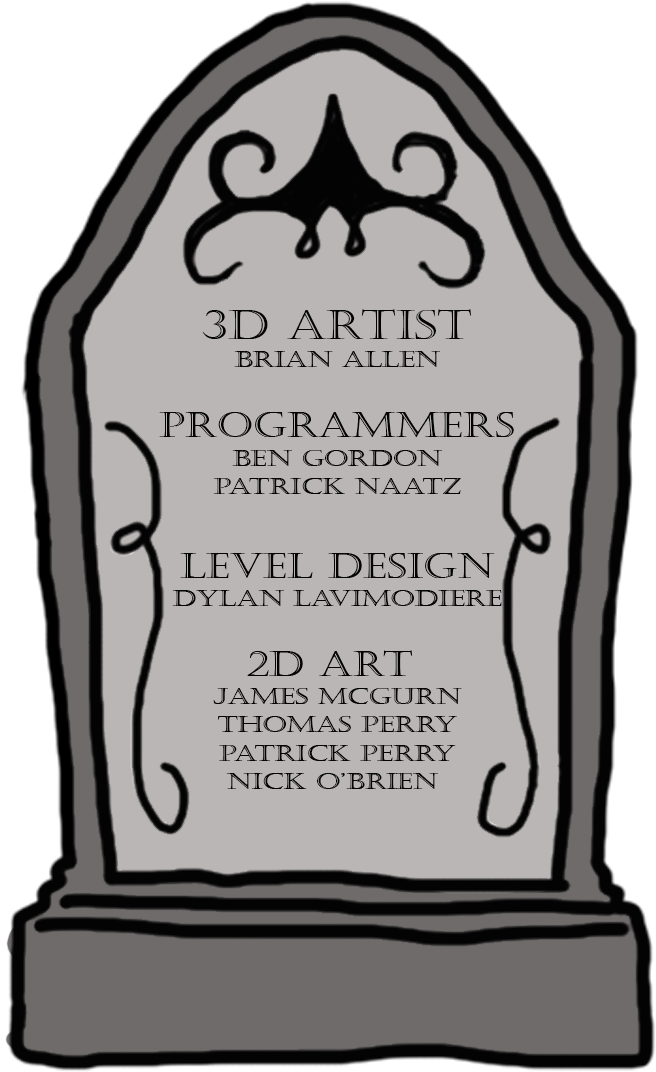 3D ARTIST
BRIAN ALLEN
PROGRAMMERS
BEN GORDON
PATRICK NAATZ
LEVEL DESIGN
DYLAN LAVIMODIERE
2D ART
JAMES MCGURN
THOMAS PERRY
PATRICK PERRY
NICK O'BRIEN